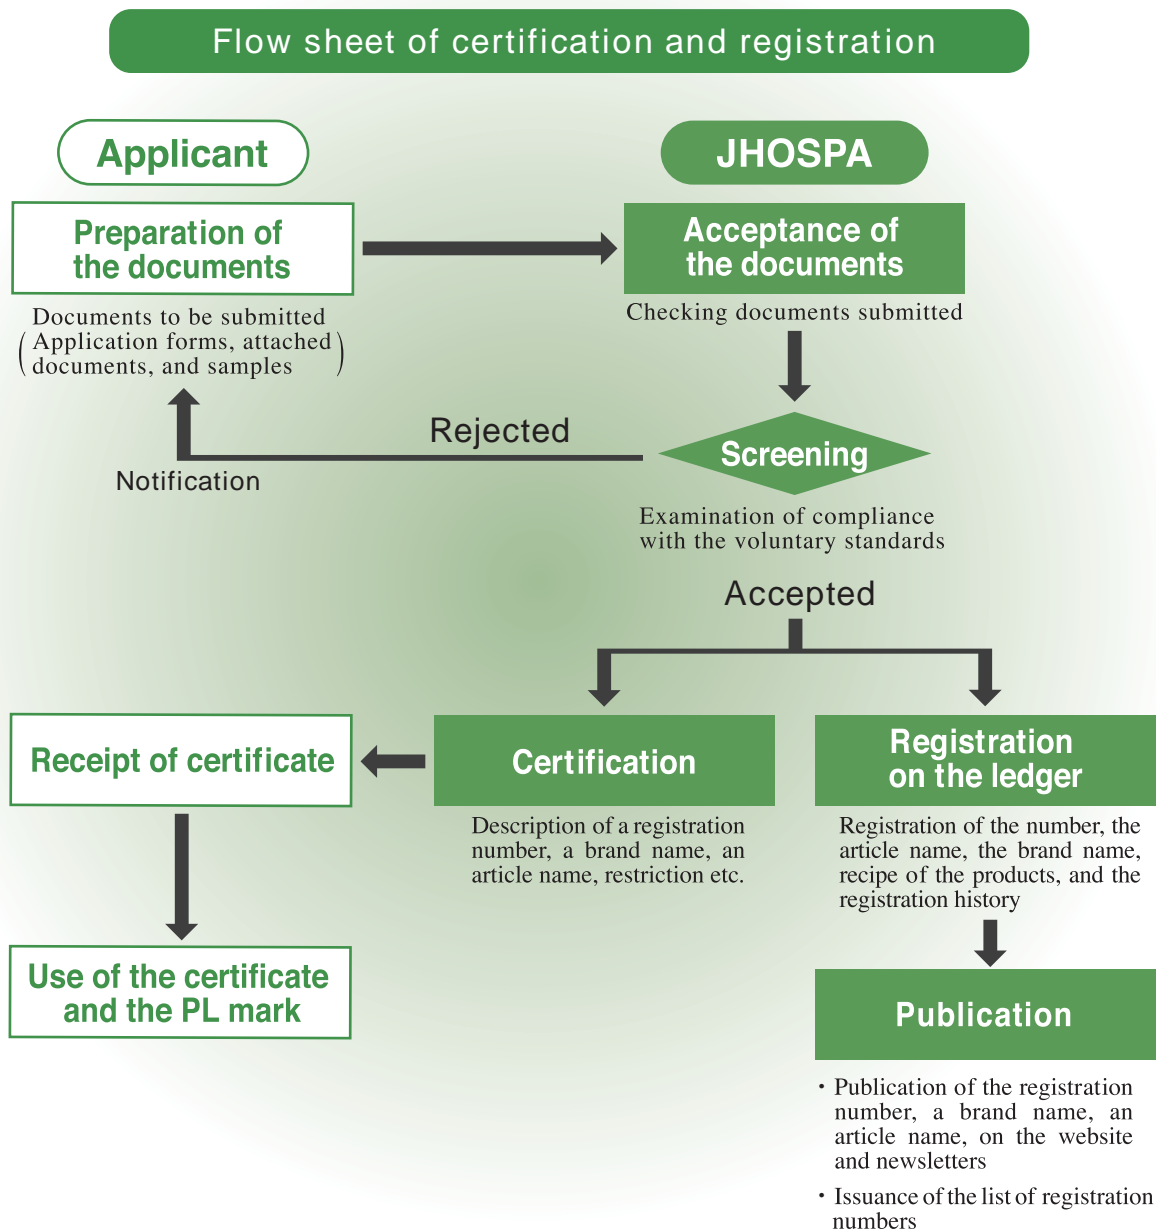 Flow sheet of certification and registration
Applicant
JHOSPA
Preparation of
the documents
Acceptance of
the documents
Documents to be submitted
(Application forms, attached
documents, and samples)
Checking documents submitted
Rejected
Notification
Screening
Examination of compliance
with the voluntary standards
Accepted
Receipt of certificate
Certification
Registration
on the ledger
Description of a registration
number, a brand name, an
article name, restriction etc.
Registration of the number, the
article name, the brand name,
recipe of the products, and the
registration history
Use of the certificate
and the PL mark
Publication
・Publication of the registration
number, a brand name, an
article name, on the website
and newsletters
・Issuance of the list of registration
numbers